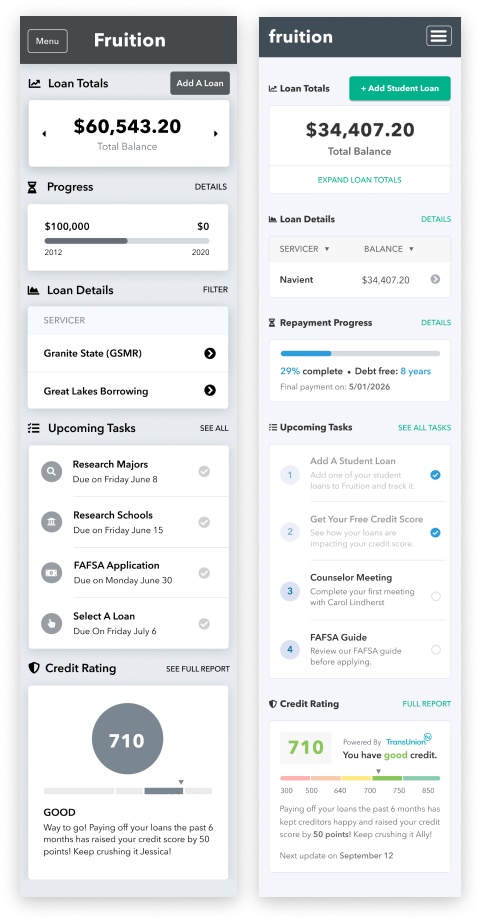 Menu
Fruition
Loan Totals
Add A Loan
$60,543.20
Total Balance
Progress
DETAILS
$100,000 $0
2012 2020
Loan Details
FILTER
SERVICER
Granite State (GSMR)
Great Lakes Borrowing
Upcoming Tasks
SEE ALL
Research Majors
Due on Friday June 8
Research Schools
Due on Friday June 15
FAFSA Application
Due on Monday June 30
Select A Loan
Due On Friday July 6
Credit Rating
SEE FULL REPORT
710
GOOD
Way to go! Paying off your loans the past 6
months has raised your credit score by 50
points! Keep crushing it Jessica!
fruition
Loan Totals
+ Add Student Loan
$34,407.20
Total Balance
EXPAND LOAN TOTALS
Loan Details
DETAILS
SERVICER ▼ BALANCE ▼
Navient $34,407.20
Repayment Progress
DETAILS
29% complete • Debt free: 8 years
Final payment on: 5/01/2026
Upcoming Tasks
SEE ALL TASKS
1
Add A Student Loan
Add one of your student
loans to Fruition and track it.
2
Get Your Free Credit Score
See how your loans are
impacting your credit score.
3
Counselor Meeting
Complete your first meeting
with Carol Lindherst
4
FAFSA Guide
Review our FAFSA guide
before applying.
Credit Rating
FULL REPORT
710
Powered By TransUnion
You have good credit.
300 500 640 700 750 850
Paying off your loans the past 6 months has
kept creditors happy and raised your credit
score by 50 points! Keep crushing it Ally!
Next update on September 12